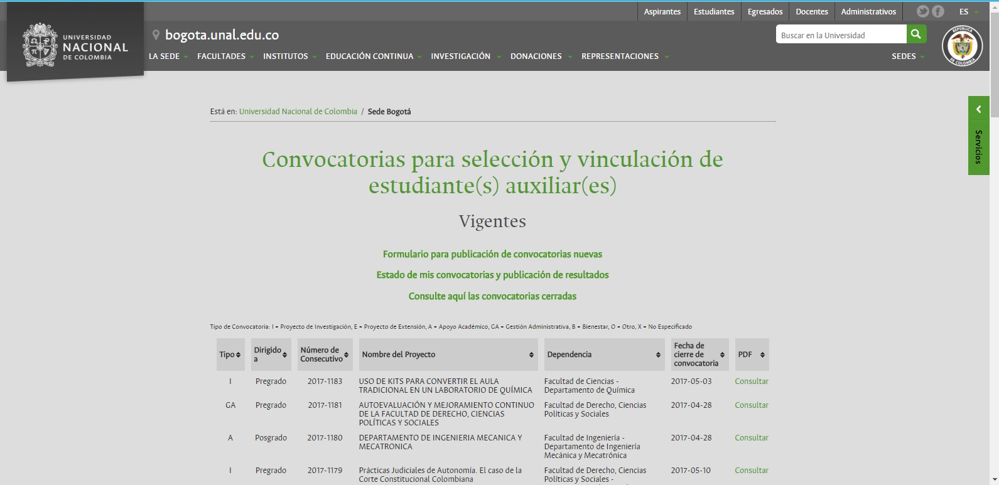 Aspirantes
Estudiantes
Egresados
Docentes
Administrativos
ES
UNIVERSIDAD
NACIONAL
DE COLOMBIA
bogota.unal.edu.co
Buscar en la Universidad
REPÚBLICA
DE COLOMBIA
LA SEDE
FACULTADES
INSTITUTOS
EDUCACIÓN CONTINUA
INVESTIGACIÓN
DONACIONES
REPRESENTACIONES
SEDES
Está en: Universidad Nacional de Colombia / Sede Bogotá
Servicios
Convocatorias para selección y vinculación de
estudiante(s) auxiliar(es)
Vigentes
Formulario para publicación de convocatorias nuevas
Estado de mis convocatorias y publicación de resultados
Consulte aquí las convocatorias cerradas
Tipo de Convocatoria: I = Proyecto de Investigación, E = Proyecto de Extensión, A = Apoyo Académico, GA = Gestión Administrativa, B = Bienestar, O = Otro, X = No Especificado
Tipo
Dirigido
a
Número de
Consecutivo
Nombre del Proyecto
Dependencia
Fecha de
cierre de
convocatoria
PDF
I
Pregrado
2017-1183
USO DE KITS PARA CONVERTIR EL AULA
TRADICIONAL EN UN LABORATORIO DE QUÍMICA
Facultad de Ciencias -
Departamento de Química
2017-05-03
Consultar
GA
Pregrado
2017-1181
AUTOEVALUACIÓN Y MEJORAMIENTO CONTINUO
DE LA FACULTAD DE DERECHO, CIENCIAS
POLÍTICAS Y SOCIALES
Facultad de Derecho, Ciencias
Políticas y Sociales
2017-04-28
Consultar
A
Posgrado
2017-1180
DEPARTAMENTO DE INGENIERIA MECANICA Y
MECATRONICA
Facultad de Ingeniería -
Departamento de Ingeniería
Mecánica y Mecatrónica
2017-04-28
Consultar
I
Pregrado
2017-1179
Prácticas Judiciales de Autonomía. El caso de la
Corte Constitucional Colombiana
Facultad de Derecho, Ciencias
Políticas y Sociales -
2017-05-10
Consultar